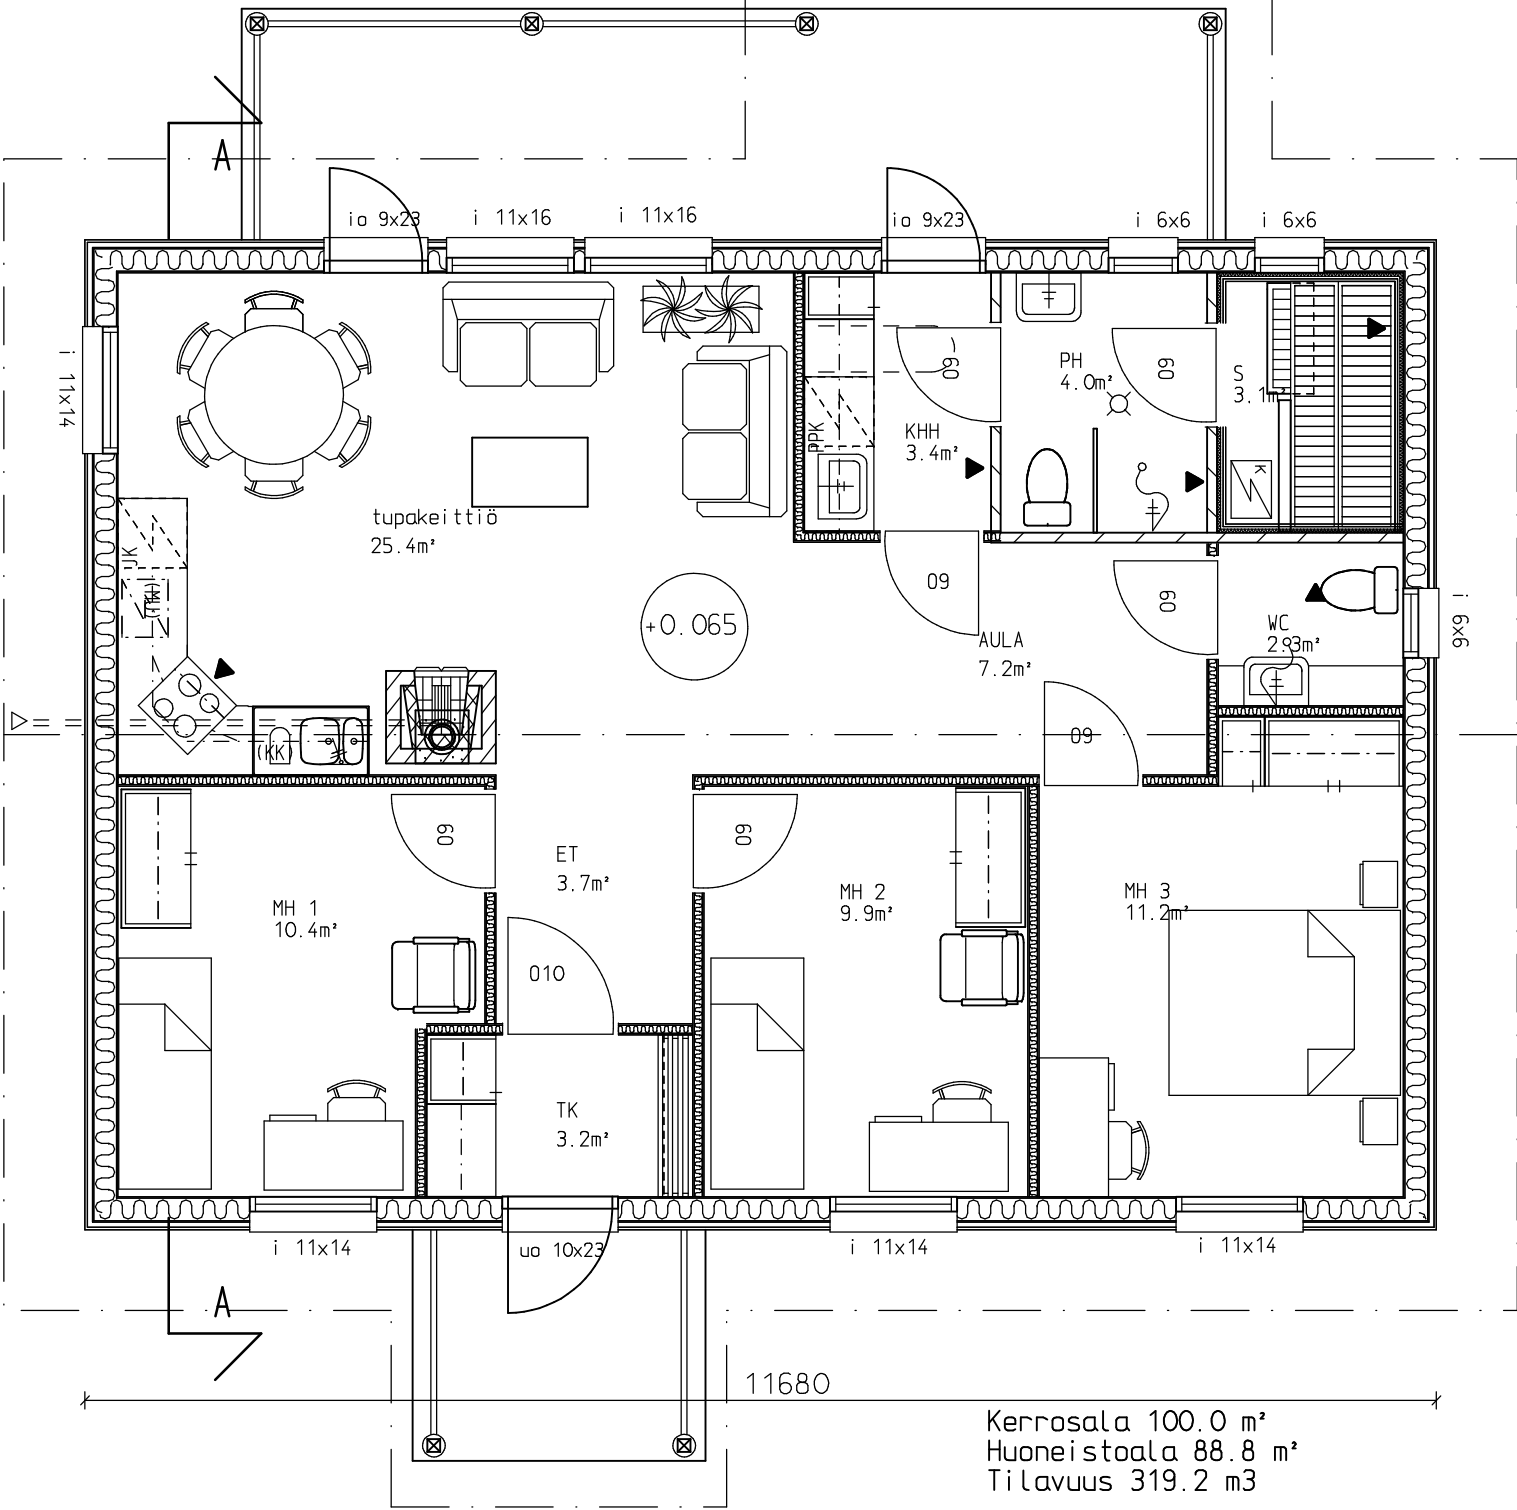 A
io 9x23
i 11x16
i 11x16
io 9x23
i 6x6
i 6x6
i 11x14
09
PH
4.0m²
09
S
3.1m²
PPK
KHH
3.4m²
K
tupakeittiö
25.4m²
JK
(MU)
09
09
+0.065
AULA
7.2m²
WC
2.3m²
i 6x6
(KK)
09
09
09
ET
3.7m²
MH 1
10.4m²
MH 2
9.9m²
MH 3
11.2m²
010
TK
3.2m²
i 11x14
uo 10x23
i 11x14
i 11x14
A
11680
Kerrosala 100.0 m²
Huoneistoala 88.8 m²
Tilavuus 319.2 m3